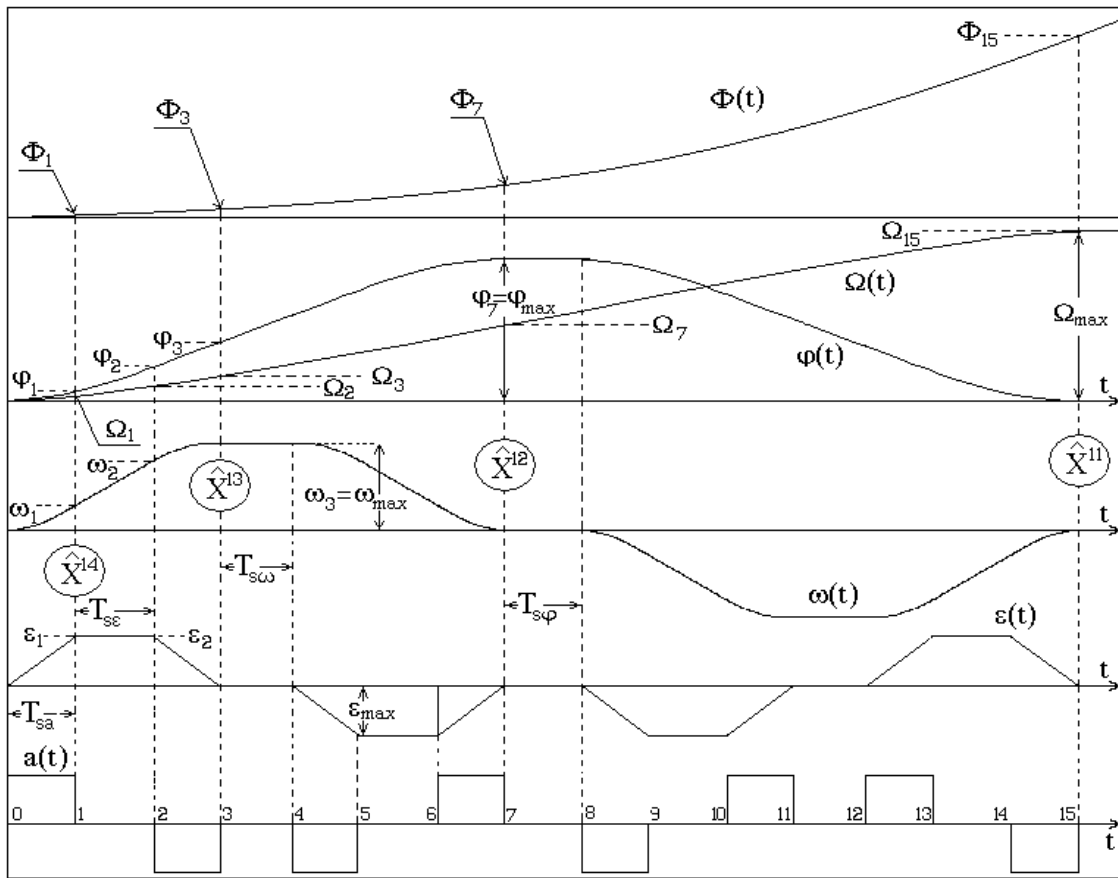 Φ₁₅
Φ₇
Φ(t)
Φ₃
Φ₁
Ω₁₅
φ₇=φmax
Ω(t)
Ωmax
Ω₇
φ₃
φ₂
φ(t)
Ω₃
φ₁
Ω₂
t
Ω₁
X̂¹²
X̂¹¹
ω₂
X̂¹³
ω₃=ωmax
ω₁
t
X̂¹⁴
Tsω
Tsε
Tsφ
ω(t)
ε(t)
ε₁
ε₂
t
Tsa
εmax
a(t)
0 1 2 3 4 5 6 7 8 9 10 11 12 13 14 15
t